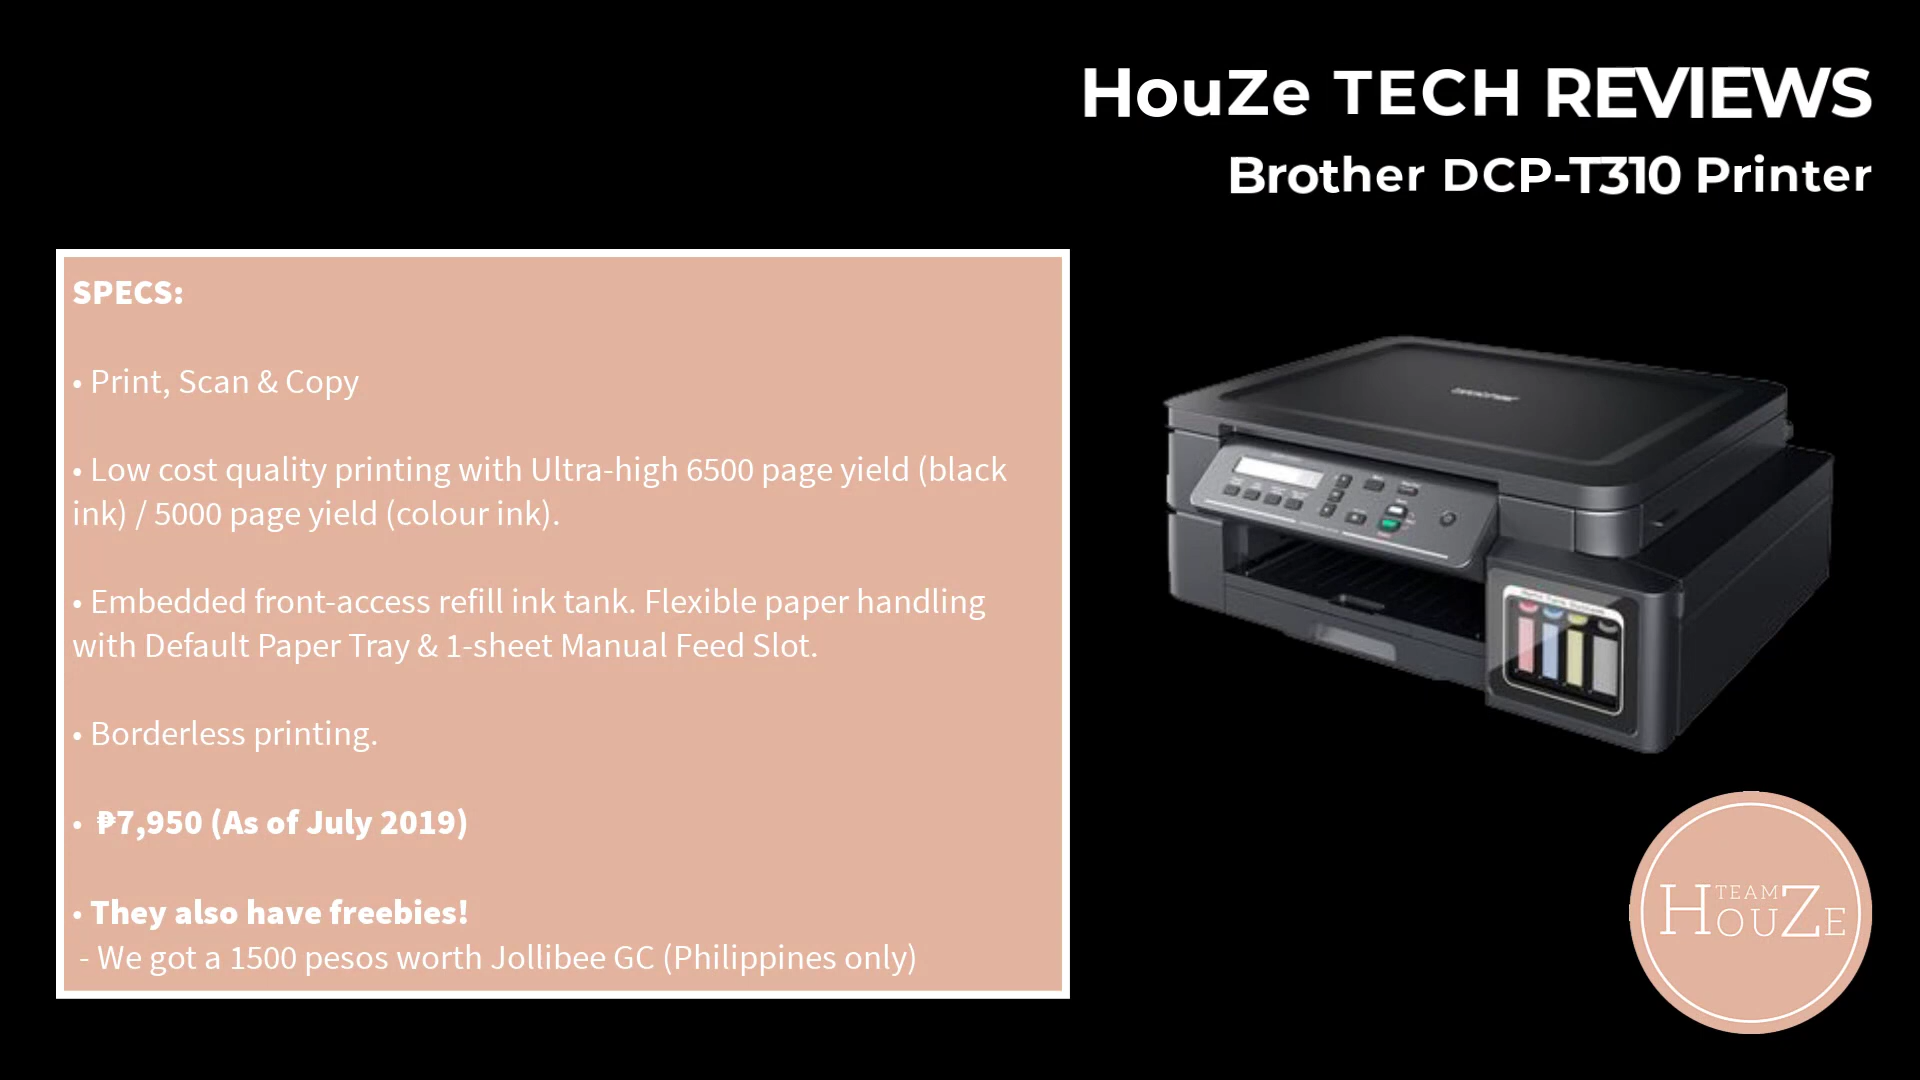 HouZe TECH REVIEWS
Brother DCP-T310 Printer
SPECS:
• Print, Scan & Copy
• Low cost quality printing with Ultra-high 6500 page yield (black
ink) / 5000 page yield (colour ink).
• Embedded front-access refill ink tank. Flexible paper handling
with Default Paper Tray & 1-sheet Manual Feed Slot.
• Borderless printing.
• ₱7,950 (As of July 2019)
• They also have freebies!
- We got a 1500 pesos worth Jollibee GC (Philippines only)
brother
TEAM
HOUZE